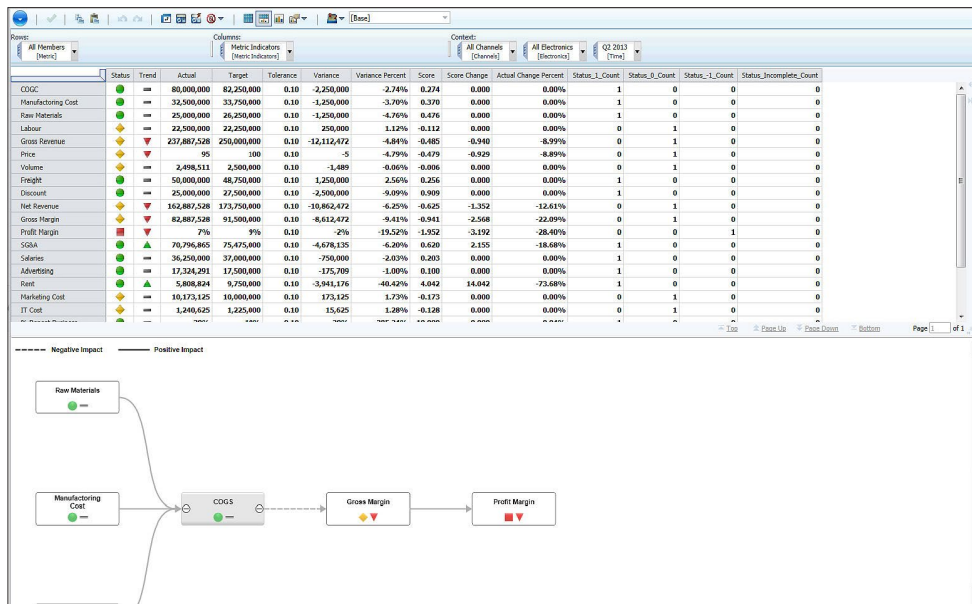 [Base]
Rows: Columns: Context:
All Members [Metric] Metric Indicators [Metric Indicators] All Channels [Channels] All Electronics [Electronics] Q2 2013 [Time]
Status Trend Actual Target Tolerance Variance Variance Percent Score Score Change Actual Change Percent Status_1_Count Status_0_Count Status_-1_Count Status_Incomplete_Count
COGC 80,000,000 82,250,000 0.10 -2,250,000 -2.74% 0.274 0.000 0.00% 1 0 0 0
Manufactoring Cost 32,500,000 33,750,000 0.10 -1,250,000 -3.70% 0.370 0.000 0.00% 1 0 0 0
Raw Materials 25,000,000 26,250,000 0.10 -1,250,000 -4.76% 0.476 0.000 0.00% 1 0 0 0
Labour 22,500,000 22,250,000 0.10 250,000 1.12% -0.112 0.000 0.00% 0 1 0 0
Gross Revenue 237,887,528 250,000,000 0.10 -12,112,472 -4.84% -0.485 -0.940 -8.99% 0 1 0 0
Price 95 100 0.10 -5 -4.79% -0.479 -0.929 -8.89% 0 1 0 0
Volume 2,498,511 2,500,000 0.10 -1,489 -0.06% -0.006 0.000 0.00% 0 1 0 0
Freight 50,000,000 48,750,000 0.10 1,250,000 2.56% 0.256 0.000 0.00% 1 0 0 0
Discount 25,000,000 27,500,000 0.10 -2,500,000 -9.09% 0.909 0.000 0.00% 1 0 0 0
Net Revenue 162,887,528 173,750,000 0.10 -10,862,472 -6.25% -0.625 -1.352 -12.61% 0 1 0 0
Gross Margin 82,887,528 91,500,000 0.10 -8,612,472 -9.41% -0.941 -2.568 -22.09% 0 1 0 0
Profit Margin 7% 9% 0.10 -2% -19.52% -1.952 -3.192 -28.40% 0 0 1 0
SG&A 70,796,865 75,475,000 0.10 -4,678,135 -6.20% 0.620 2.155 -18.68% 1 0 0 0
Salaries 36,250,000 37,000,000 0.10 -750,000 -2.03% 0.203 0.000 0.00% 1 0 0 0
Advertising 17,324,291 17,500,000 0.10 -175,709 -1.00% 0.100 0.000 0.00% 1 0 0 0
Rent 5,808,824 9,750,000 0.10 -3,941,176 -40.42% 4.042 14.042 -73.68% 1 0 0 0
Marketing Cost 10,173,125 10,000,000 0.10 173,125 1.73% -0.173 0.000 0.00% 0 1 0 0
IT Cost 1,240,625 1,225,000 0.10 15,625 1.28% -0.128 0.000 0.00% 0 1 0 0
Top Page Up Page Down Bottom Page 1 of 1
Negative Impact Positive Impact
Raw Materials
Manufactoring
Cost
COGS
Gross Margin
Profit Margin